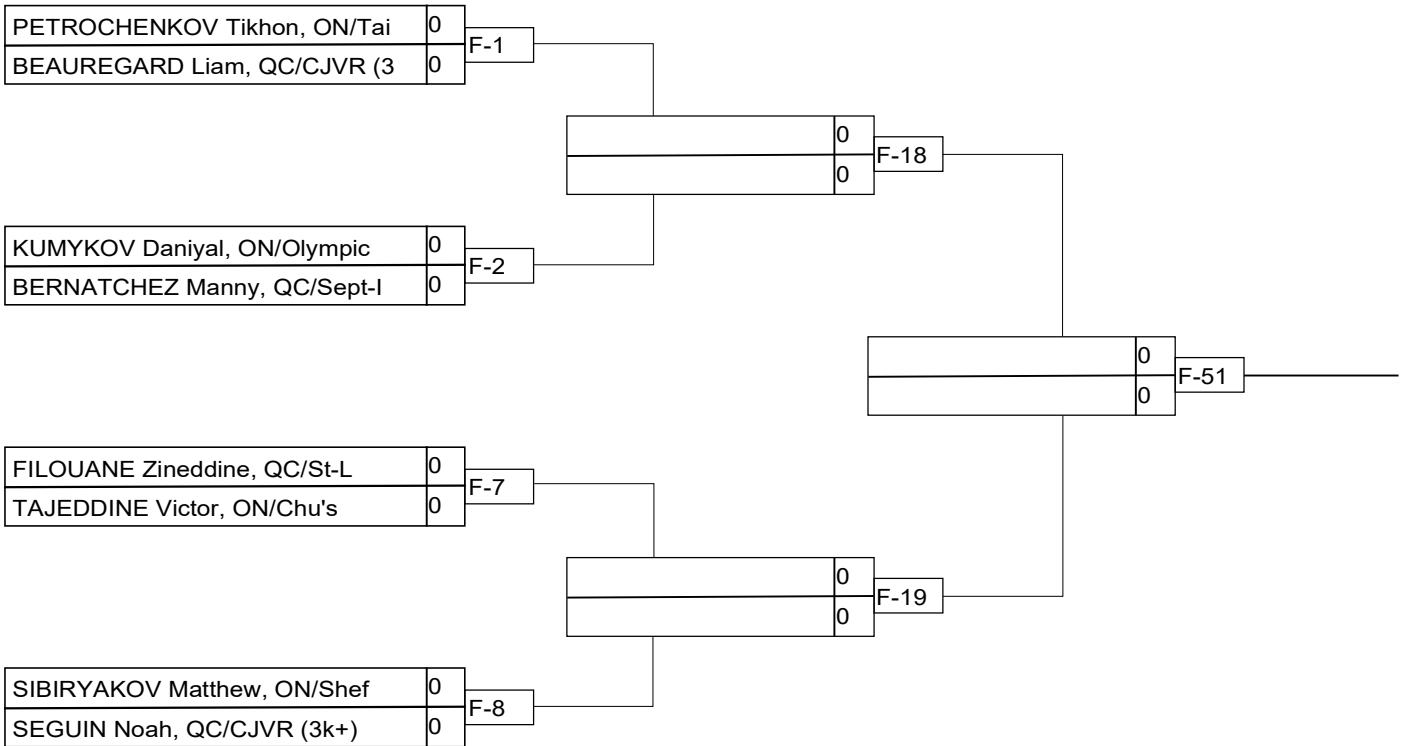 PETROCHENKOV Tikhon, ON/Tai 0
F-1
BEAUREGARD Liam, QC/CJVR (3 0
0
F-18
0
KUMYKOV Daniyal, ON/Olympic 0
F-2
BERNATCHEZ Manny, QC/Sept-I 0
0
F-51
0
FILOUANE Zineddine, QC/St-L 0
F-7
TAJEDDINE Victor, ON/Chu's 0
0
F-19
0
SIBIRYAKOV Matthew, ON/Shef 0
F-8
SEGUIN Noah, QC/CJVR (3k+) 0